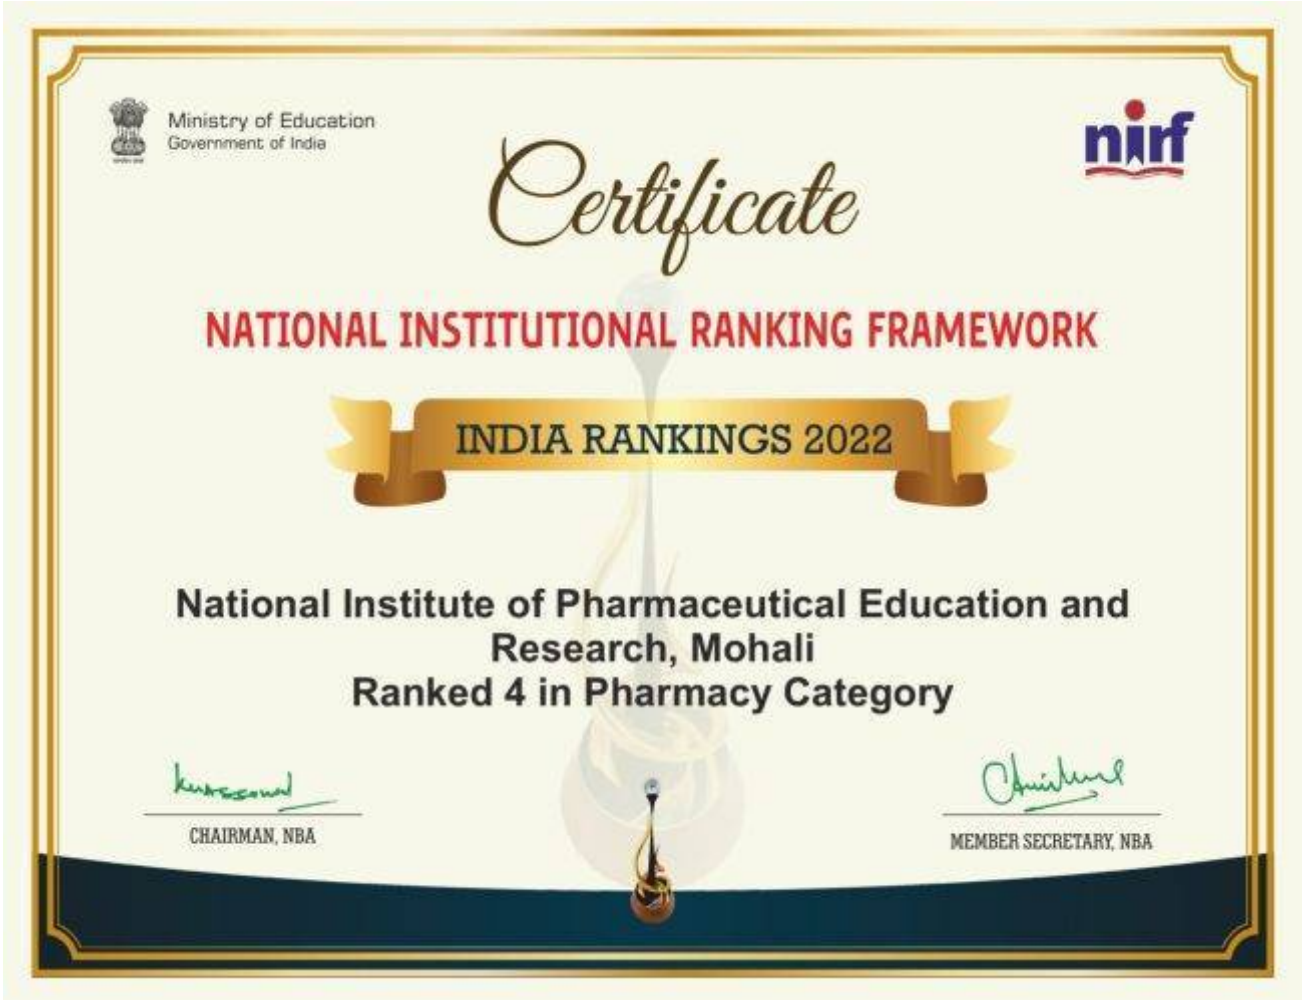 Ministry of Education
Government of India
nirf
Certificate
NATIONAL INSTITUTIONAL RANKING FRAMEWORK
INDIA RANKINGS 2022
National Institute of Pharmaceutical Education and
Research, Mohali
Ranked 4 in Pharmacy Category
CHAIRMAN, NBA
MEMBER SECRETARY, NBA